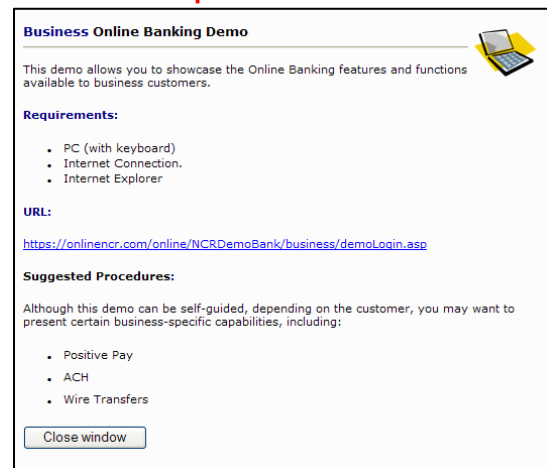 Business Online Banking Demo
This demo allows you to showcase the Online Banking features and functions
available to business customers.
Requirements:
• PC (with keyboard)
• Internet Connection.
• Internet Explorer
URL:
https://onlinencr.com/online/NCRDemoBank/business/demoLogin.asp
Suggested Procedures:
Although this demo can be self-guided, depending on the customer, you may want to
present certain business-specific capabilities, including:
• Positive Pay
• ACH
• Wire Transfers
Close window